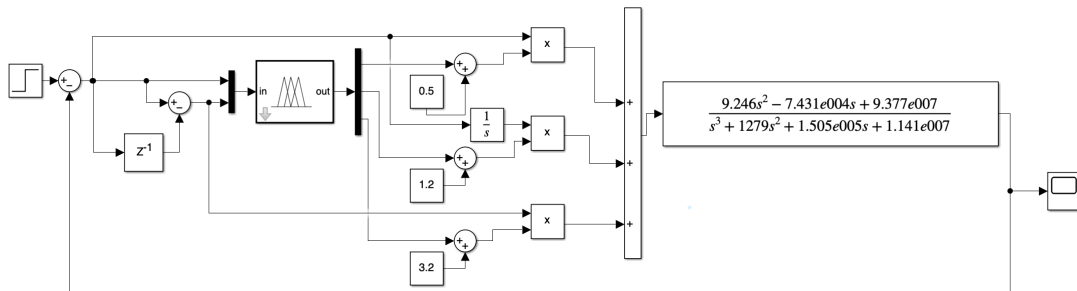 x
+
−
0.5
+
+
in
out
+
−
9.246s² − 7.431e004s + 9.377e007
s³ + 1279s² + 1.505e005s + 1.141e007
+
1
s
x
Z⁻¹
+
+
1.2
+
x
+
+
+
3.2